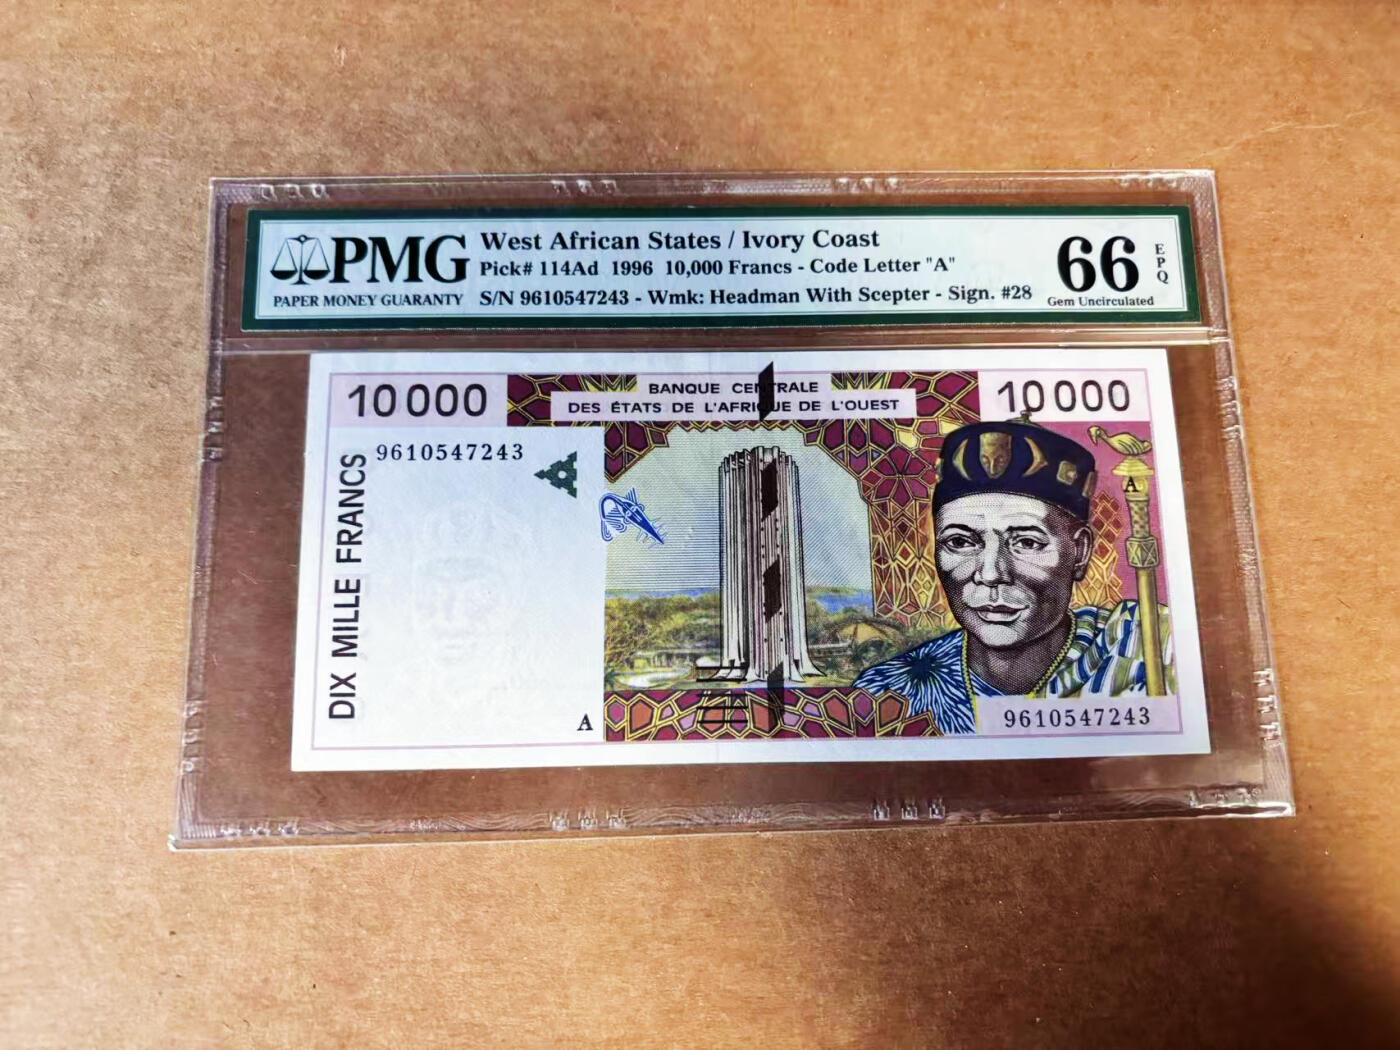 PMG
PAPER MONEY GUARANTY
West African States / Ivory Coast
Pick# 114Ad 1996 10,000 Francs - Code Letter "A"
S/N 9610547243 - Wmk: Headman With Scepter - Sign. #28
66
Gem Uncirculated
EPQ
10 000
BANQUE CENTRALE
DES ÉTATS DE L'AFRIQUE DE L'OUEST
10 000
9610547243
DIX MILLE FRANCS
A
A
9610547243